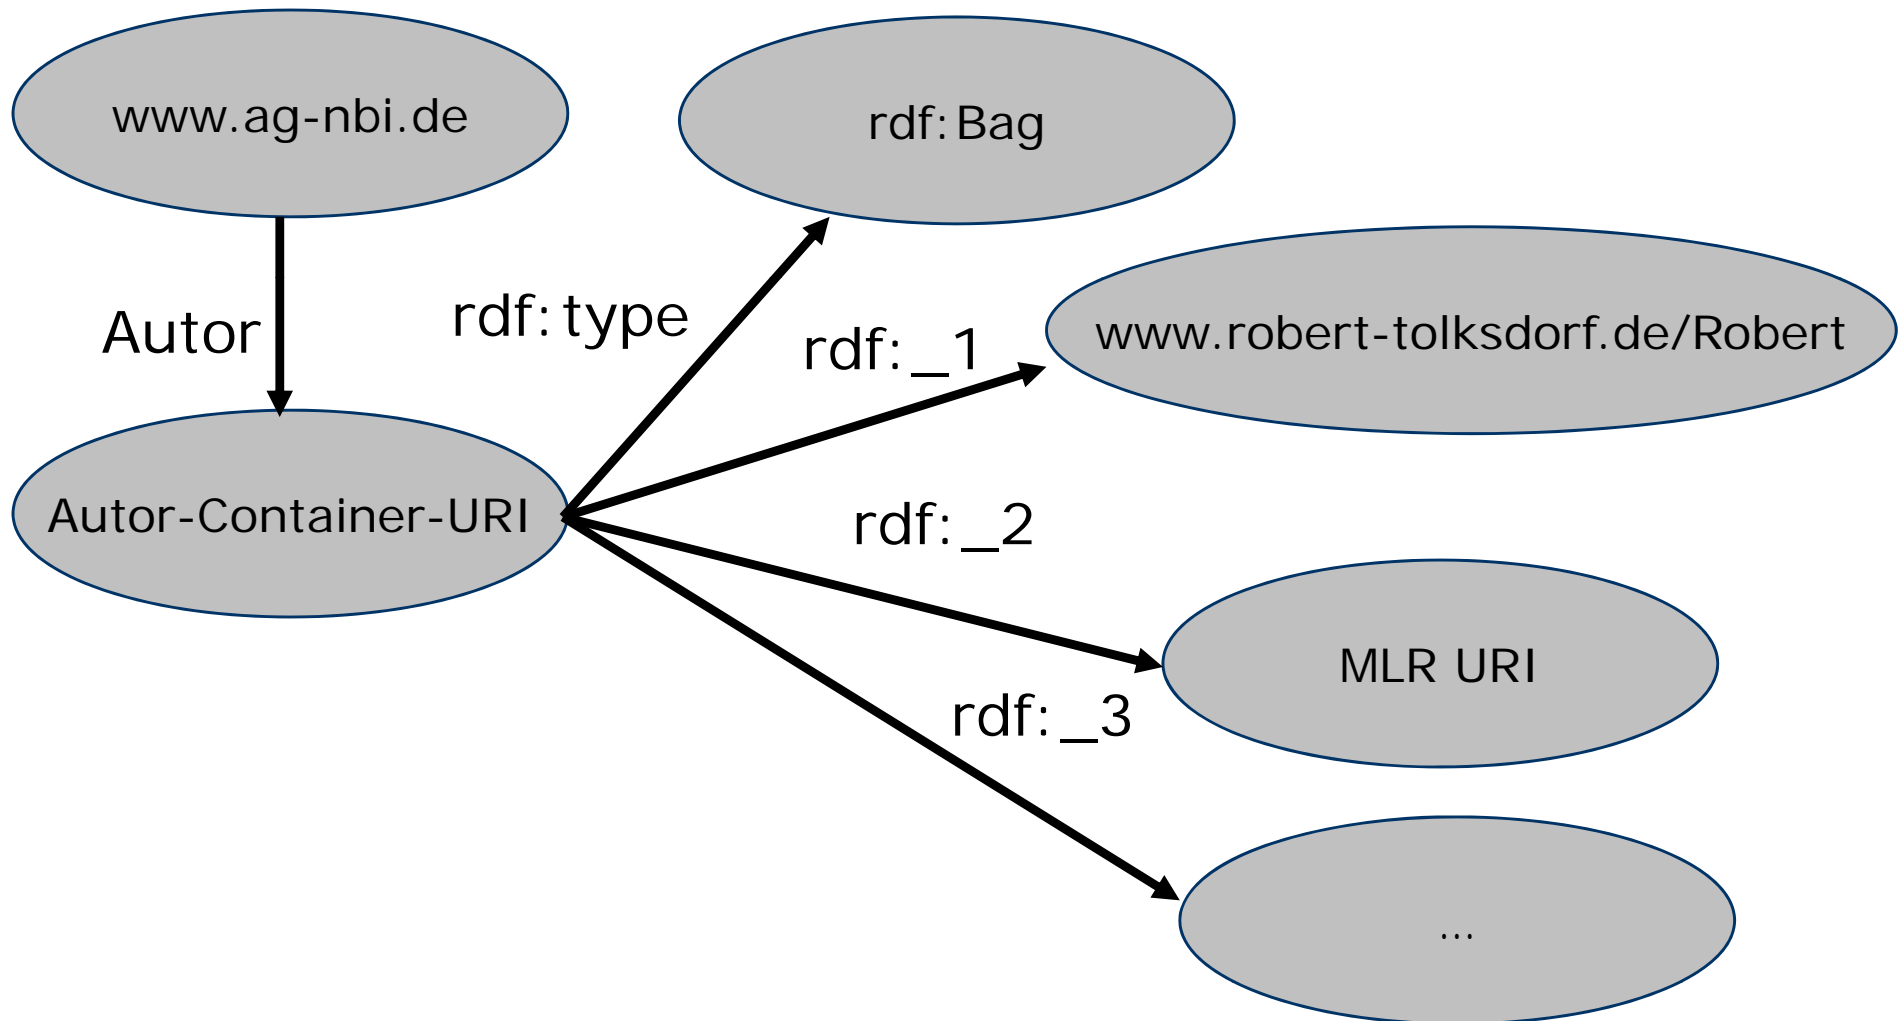 www.ag-nbi.de
rdf:Bag
Autor
rdf:type
rdf:_1
www.robert-tolksdorf.de/Robert
Autor-Container-URI
rdf:_2
MLR URI
rdf:_3
...